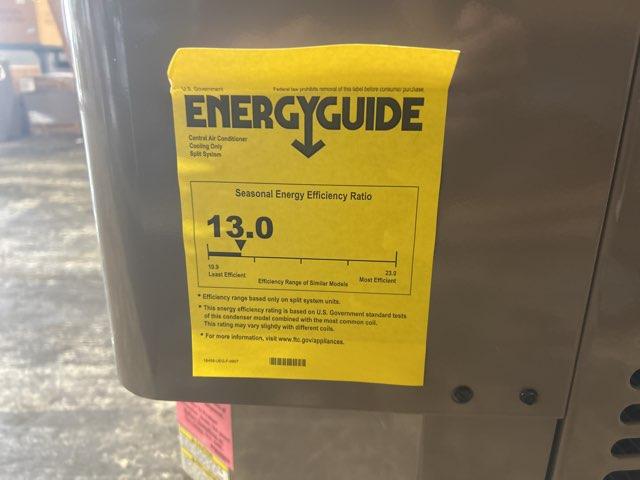 U.S. Government Federal law prohibits removal of this label before consumer purchase.
ENERGYGUIDE
Central Air Conditioner
Cooling Only
Split System
Seasonal Energy Efficiency Ratio
13.0
10.9 23.0
Least Efficient Efficiency Range of Similar Models Most Efficient
* Efficiency range based only on split system units.
* This energy efficiency rating is based on U.S. Government standard tests
of this condenser model combined with the most common coil.
This rating may vary slightly with different coils.
* For more information, visit www.ftc.gov/appliances.